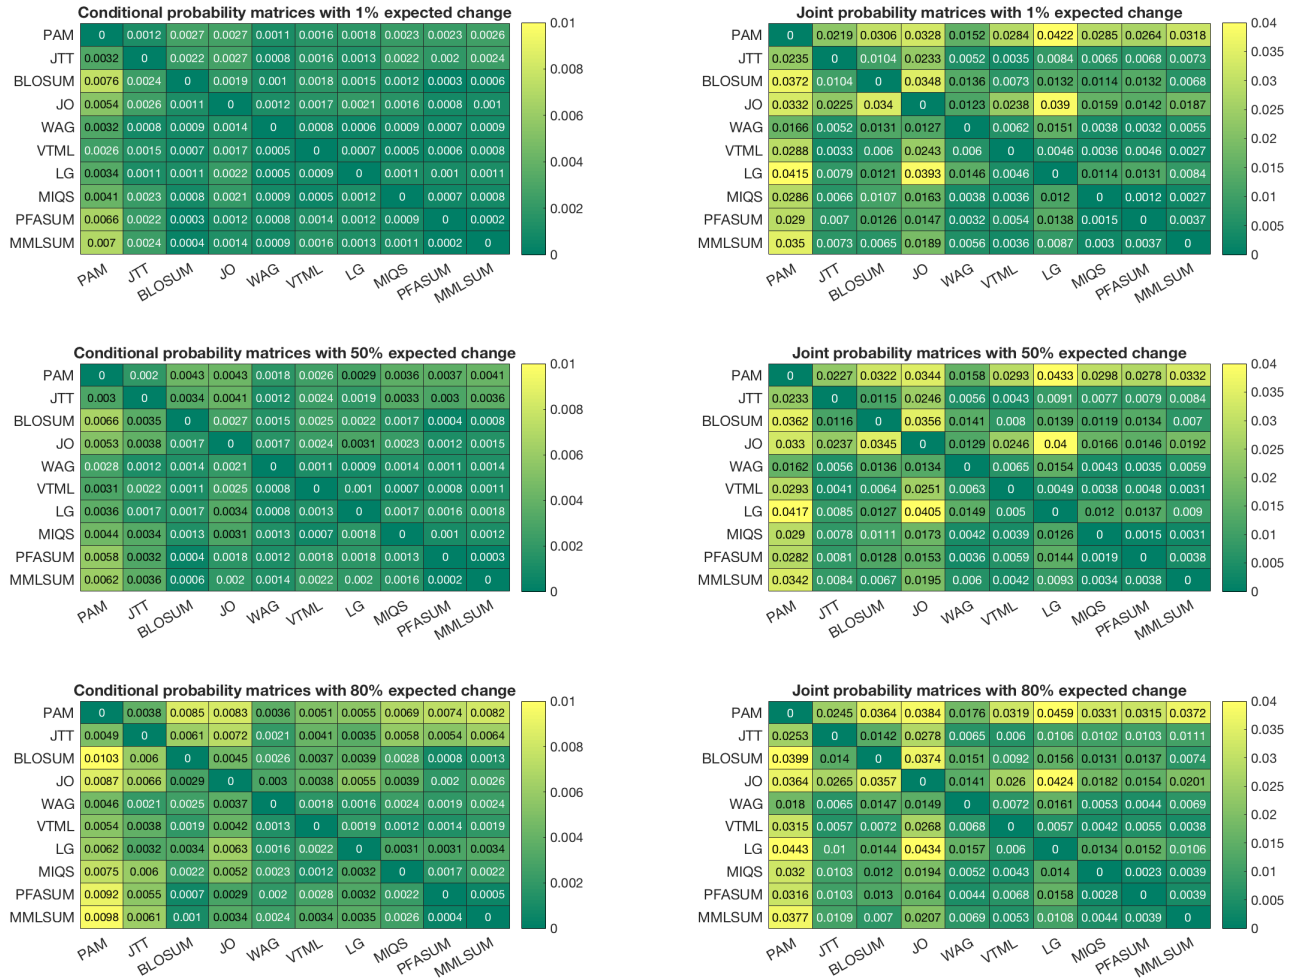 Conditional probability matrices with 1% expected change
PAM 0 0.0012 0.0027 0.0027 0.0011 0.0016 0.0018 0.0023 0.0023 0.0026
JTT 0.0032 0 0.0022 0.0027 0.0008 0.0016 0.0013 0.0022 0.002 0.0024
BLOSUM 0.0076 0.0024 0 0.0019 0.001 0.0018 0.0015 0.0012 0.0003 0.0006
JO 0.0054 0.0026 0.0011 0 0.0012 0.0017 0.0021 0.0016 0.0008 0.001
WAG 0.0032 0.0008 0.0009 0.0014 0 0.0008 0.0006 0.0009 0.0007 0.0009
VTML 0.0026 0.0015 0.0007 0.0017 0.0005 0 0.0007 0.0005 0.0006 0.0008
LG 0.0034 0.0011 0.0011 0.0022 0.0005 0.0009 0 0.0011 0.001 0.0011
MIQS 0.0041 0.0023 0.0008 0.0021 0.0009 0.0005 0.0012 0 0.0007 0.0008
PFASUM 0.0066 0.0022 0.0003 0.0012 0.0008 0.0014 0.0012 0.0009 0 0.0002
MMLSUM 0.007 0.0024 0.0004 0.0014 0.0009 0.0016 0.0013 0.0011 0.0002 0
PAM JTT BLOSUM JO WAG VTML LG MIQS PFASUM MMLSUM
0.01
0.008
0.006
0.004
0.002
0
Joint probability matrices with 1% expected change
PAM 0 0.0219 0.0306 0.0328 0.0152 0.0284 0.0422 0.0285 0.0264 0.0318
JTT 0.0235 0 0.0104 0.0233 0.0052 0.0035 0.0084 0.0065 0.0068 0.0073
BLOSUM 0.0372 0.0104 0 0.0348 0.0136 0.0073 0.0132 0.0114 0.0132 0.0068
JO 0.0332 0.0225 0.034 0 0.0123 0.0238 0.039 0.0159 0.0142 0.0187
WAG 0.0166 0.0052 0.0131 0.0127 0 0.0062 0.0151 0.0038 0.0032 0.0055
VTML 0.0288 0.0033 0.006 0.0243 0.006 0 0.0046 0.0036 0.0046 0.0027
LG 0.0415 0.0079 0.0121 0.0393 0.0146 0.0046 0 0.0114 0.0131 0.0084
MIQS 0.0286 0.0066 0.0107 0.0163 0.0038 0.0036 0.012 0 0.0012 0.0027
PFASUM 0.029 0.007 0.0126 0.0147 0.0032 0.0054 0.0138 0.0015 0 0.0037
MMLSUM 0.035 0.0073 0.0065 0.0189 0.0056 0.0036 0.0087 0.003 0.0037 0
PAM JTT BLOSUM JO WAG VTML LG MIQS PFASUM MMLSUM
0.04
0.035
0.03
0.025
0.02
0.015
0.01
0.005
0
Conditional probability matrices with 50% expected change
PAM 0 0.002 0.0043 0.0043 0.0018 0.0026 0.0029 0.0036 0.0037 0.0041
JTT 0.003 0 0.0034 0.0041 0.0012 0.0024 0.0019 0.0033 0.003 0.0036
BLOSUM 0.0066 0.0035 0 0.0027 0.0015 0.0025 0.0022 0.0017 0.0004 0.0008
JO 0.0053 0.0038 0.0017 0 0.0017 0.0024 0.0031 0.0023 0.0012 0.0015
WAG 0.0028 0.0012 0.0014 0.0021 0 0.0011 0.0009 0.0014 0.0011 0.0014
VTML 0.0031 0.0022 0.0011 0.0025 0.0008 0 0.001 0.0007 0.0008 0.0011
LG 0.0036 0.0017 0.0017 0.0034 0.0008 0.0013 0 0.0017 0.0016 0.0018
MIQS 0.0044 0.0034 0.0013 0.0031 0.0013 0.0007 0.0018 0 0.001 0.0012
PFASUM 0.0058 0.0032 0.0004 0.0018 0.0012 0.0018 0.0018 0.0013 0 0.0003
MMLSUM 0.0062 0.0036 0.0006 0.002 0.0014 0.0022 0.002 0.0016 0.0002 0
PAM JTT BLOSUM JO WAG VTML LG MIQS PFASUM MMLSUM
0.01
0.008
0.006
0.004
0.002
0
Joint probability matrices with 50% expected change
PAM 0 0.0227 0.0322 0.0344 0.0158 0.0293 0.0433 0.0298 0.0278 0.0332
JTT 0.0233 0 0.0115 0.0246 0.0056 0.0043 0.0091 0.0077 0.0079 0.0084
BLOSUM 0.0362 0.0116 0 0.0356 0.0141 0.008 0.0139 0.0119 0.0134 0.007
JO 0.033 0.0237 0.0345 0 0.0129 0.0246 0.04 0.0166 0.0146 0.0192
WAG 0.0162 0.0056 0.0136 0.0134 0 0.0065 0.0154 0.0043 0.0035 0.0059
VTML 0.0293 0.0041 0.0064 0.0251 0.0063 0 0.0049 0.0038 0.0048 0.0031
LG 0.0417 0.0085 0.0127 0.0405 0.0149 0.005 0 0.012 0.0137 0.009
MIQS 0.029 0.0078 0.0111 0.0173 0.0042 0.0039 0.0126 0 0.0015 0.0031
PFASUM 0.0282 0.0081 0.0128 0.0153 0.0036 0.0059 0.0144 0.0019 0 0.0038
MMLSUM 0.0342 0.0084 0.0067 0.0195 0.006 0.0042 0.0093 0.0034 0.0038 0
PAM JTT BLOSUM JO WAG VTML LG MIQS PFASUM MMLSUM
0.04
0.035
0.03
0.025
0.02
0.015
0.01
0.005
0
Conditional probability matrices with 80% expected change
PAM 0 0.0038 0.0085 0.0083 0.0036 0.0051 0.0055 0.0069 0.0074 0.0082
JTT 0.0049 0 0.0061 0.0072 0.0021 0.0041 0.0035 0.0058 0.0054 0.0064
BLOSUM 0.0103 0.006 0 0.0045 0.0026 0.0037 0.0039 0.0028 0.0008 0.0013
JO 0.0087 0.0066 0.0029 0 0.003 0.0038 0.0055 0.0039 0.002 0.0026
WAG 0.0046 0.0021 0.0025 0.0037 0 0.0018 0.0016 0.0024 0.0019 0.0024
VTML 0.0054 0.0038 0.0019 0.0042 0.0013 0 0.0019 0.0012 0.0014 0.0019
LG 0.0062 0.0032 0.0034 0.0063 0.0016 0.0022 0 0.0031 0.0031 0.0034
MIQS 0.0075 0.006 0.0022 0.0052 0.0023 0.0012 0.0032 0 0.0017 0.0022
PFASUM 0.0092 0.0055 0.0007 0.0029 0.002 0.0028 0.0032 0.0022 0 0.0005
MMLSUM 0.0098 0.0061 0.001 0.0034 0.0024 0.0034 0.0035 0.0026 0.0004 0
PAM JTT BLOSUM JO WAG VTML LG MIQS PFASUM MMLSUM
0.01
0.008
0.006
0.004
0.002
0
Joint probability matrices with 80% expected change
PAM 0 0.0245 0.0364 0.0384 0.0176 0.0319 0.0459 0.0331 0.0315 0.0372
JTT 0.0253 0 0.0142 0.0278 0.0065 0.006 0.0106 0.0102 0.0103 0.0111
BLOSUM 0.0399 0.014 0 0.0374 0.0151 0.0092 0.0156 0.0131 0.0137 0.0074
JO 0.0364 0.0265 0.0357 0 0.0141 0.026 0.0424 0.0182 0.0154 0.0201
WAG 0.018 0.0065 0.0147 0.0149 0 0.0072 0.0161 0.0053 0.0044 0.0069
VTML 0.0315 0.0057 0.0072 0.0268 0.0068 0 0.0057 0.0042 0.0055 0.0038
LG 0.0443 0.01 0.0144 0.0434 0.0157 0.006 0 0.0134 0.0152 0.0106
MIQS 0.032 0.0103 0.012 0.0194 0.0052 0.0043 0.014 0 0.0023 0.0039
PFASUM 0.0316 0.0103 0.013 0.0164 0.0044 0.0068 0.0158 0.0028 0 0.0039
MMLSUM 0.0377 0.0109 0.007 0.0207 0.0069 0.0053 0.0108 0.0044 0.0039 0
PAM JTT BLOSUM JO WAG VTML LG MIQS PFASUM MMLSUM
0.04
0.035
0.03
0.025
0.02
0.015
0.01
0.005
0